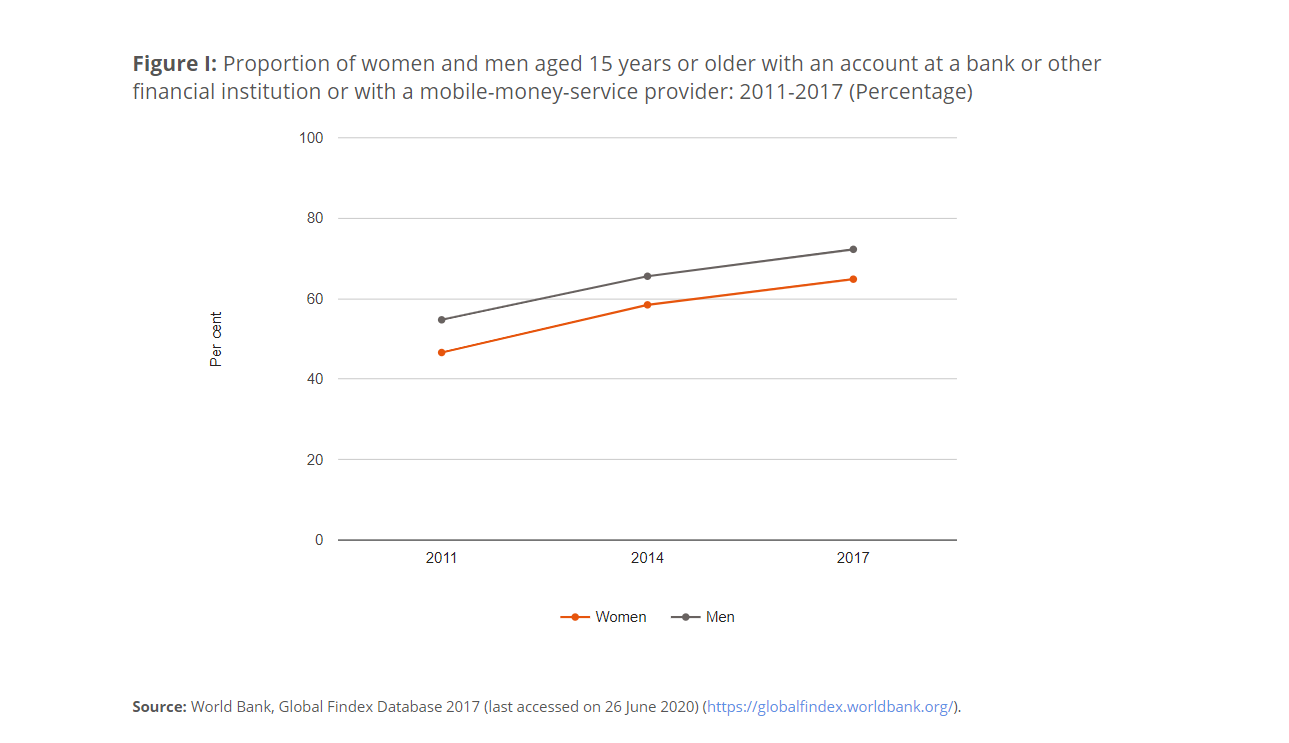 Figure I: Proportion of women and men aged 15 years or older with an account at a bank or other
financial institution or with a mobile-money-service provider: 2011-2017 (Percentage)
100
80
60
40
20
0
Per cent
2011 2014 2017
Women Men
Source: World Bank, Global Findex Database 2017 (last accessed on 26 June 2020) (https://globalfindex.worldbank.org/).